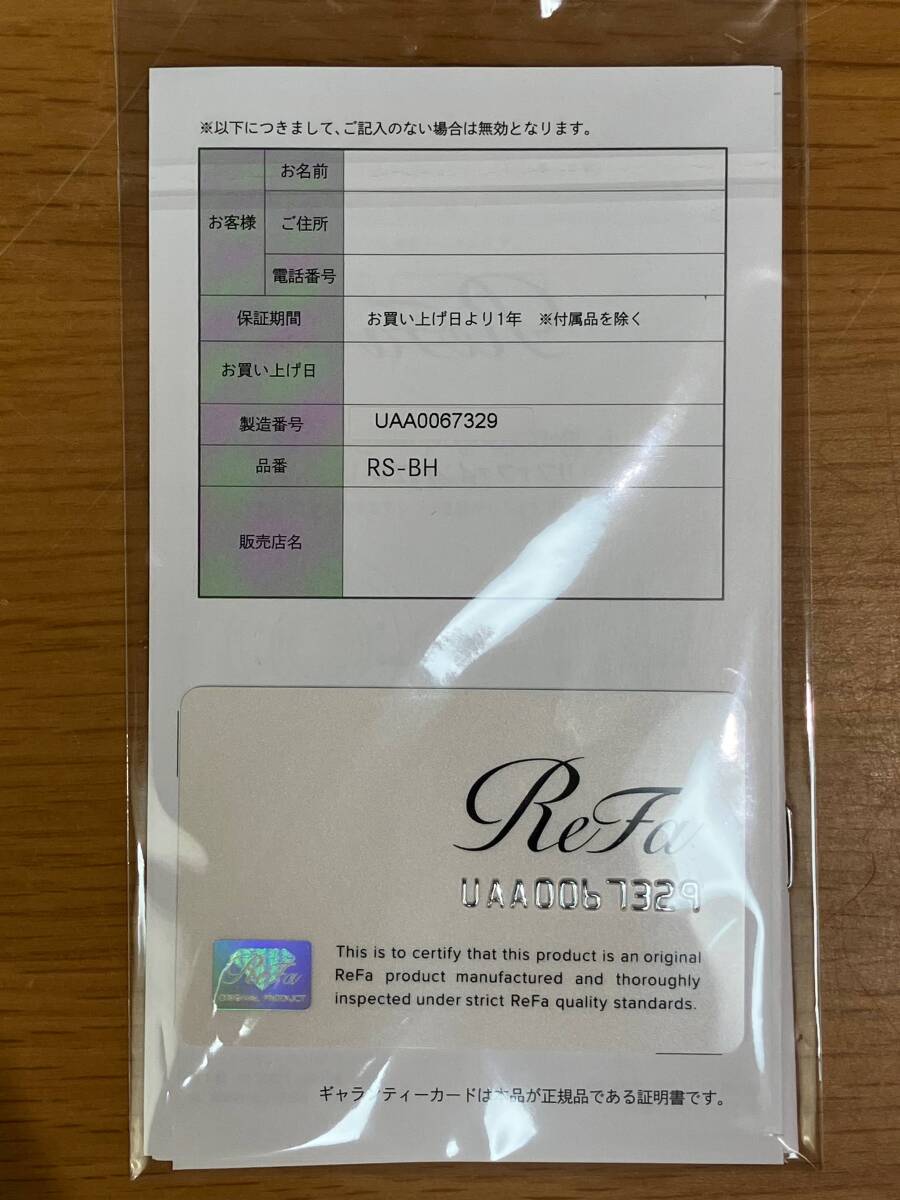 ※以下につきまして、ご記入のない場合は無効となります。
お客様
お名前
ご住所
電話番号
保証期間 お買い上げ日より1年 ※付属品を除く
お買い上げ日
製造番号 UAA0067329
品番 RS-BH
販売店名
ReFa
UAA0067329
ReFa
ORIGINAL PRODUCT
This is to certify that this product is an original
ReFa product manufactured and thoroughly
inspected under strict ReFa quality standards.
ギャランティーカードは本品が正規品である証明書です。